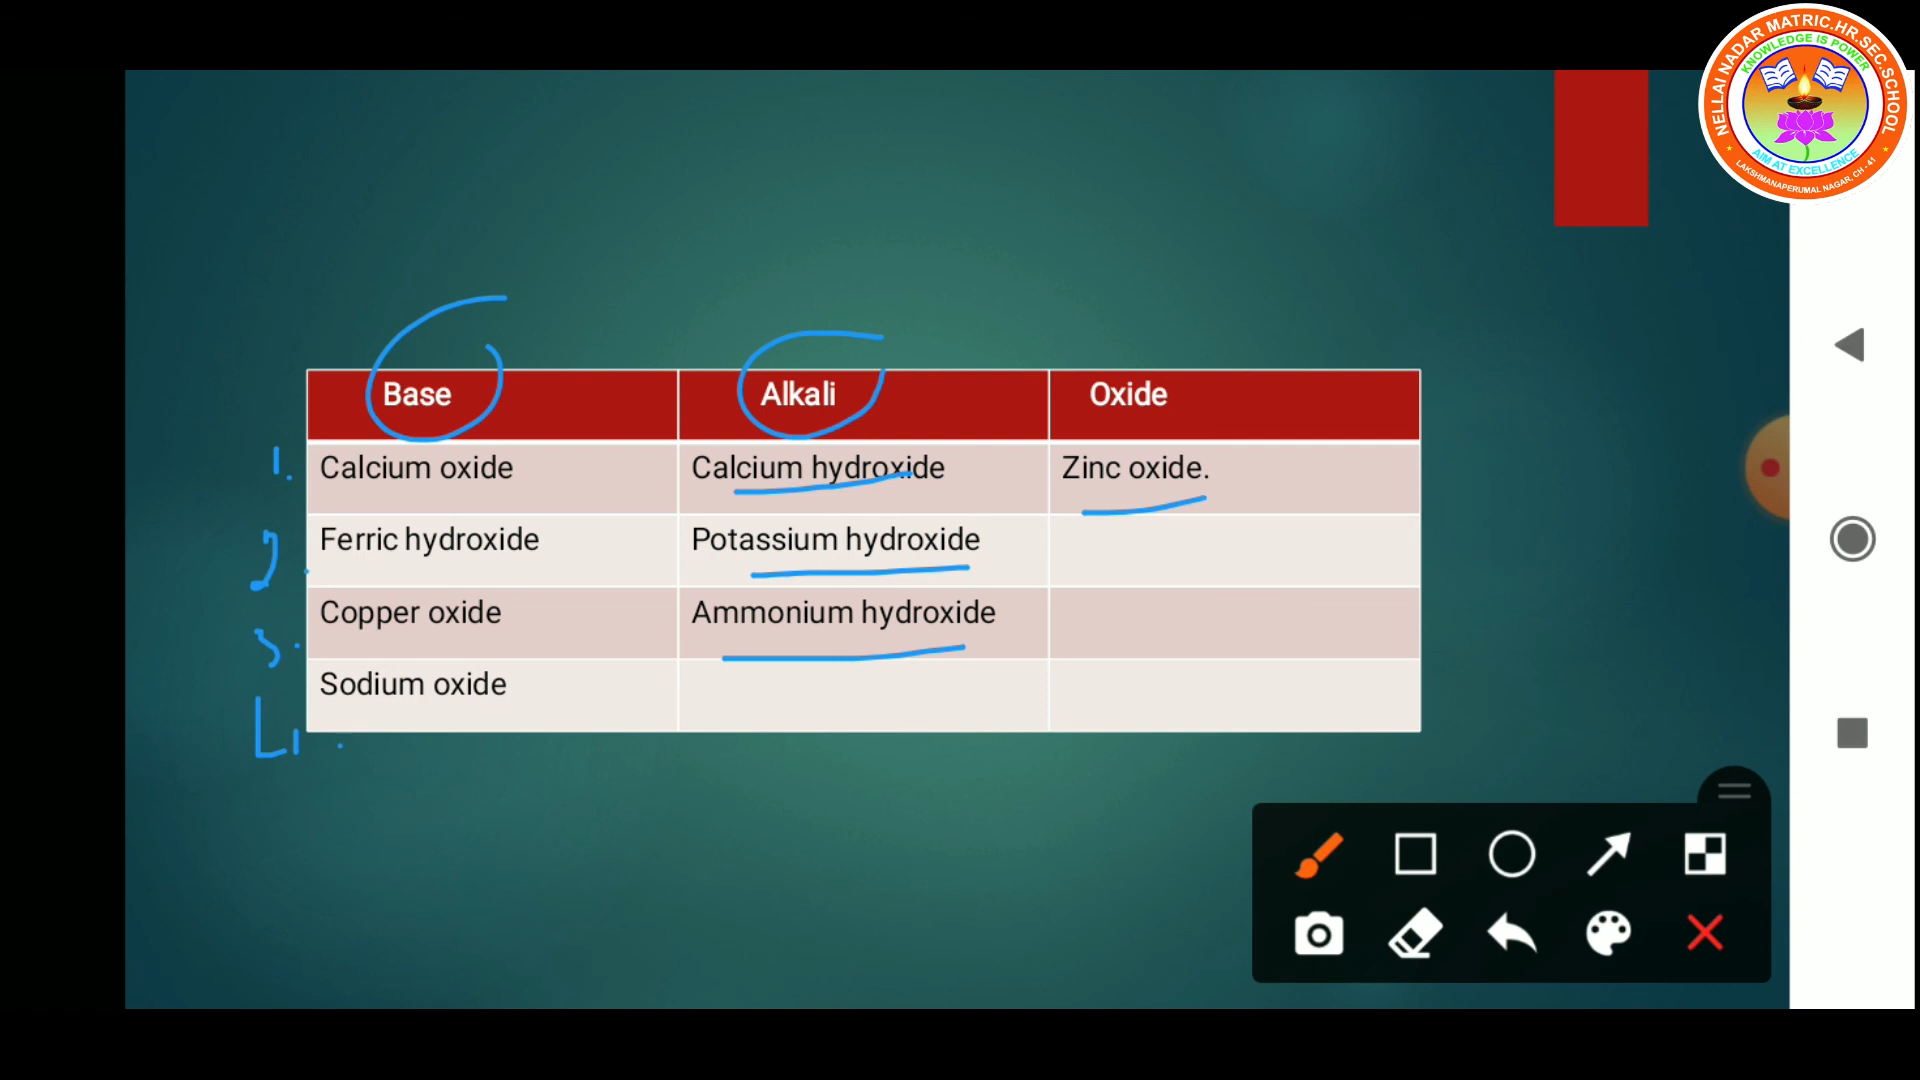 NELLAI NADAR MATRIC.HR.SEC.SCHOOL
KNOWLEDGE IS POWER
AIM AT EXCELLENCE
LAKSHMANAPERUMAL NAGAR, CH - 41
Base Alkali Oxide
1. Calcium oxide Calcium hydroxide Zinc oxide.
2. Ferric hydroxide Potassium hydroxide
3. Copper oxide Ammonium hydroxide
4. Sodium oxide